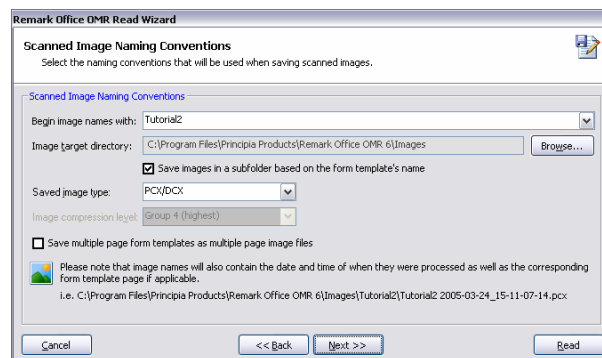 Remark Office OMR Read Wizard
Scanned Image Naming Conventions
Select the naming conventions that will be used when saving scanned images.
Scanned Image Naming Conventions
Begin image names with: Tutorial2
Image target directory: C:\Program Files\Principia Products\Remark Office OMR 6\Images Browse...
Save images in a subfolder based on the form template's name
Saved image type: PCX/DCX
Image compression level: Group 4 (highest)
Save multiple page form templates as multiple page image files
Please note that image names will also contain the date and time of when they were processed as well as the corresponding
form template page if applicable.
i.e. C:\Program Files\Principia Products\Remark Office OMR 6\Images\Tutorial2\Tutorial2 2005-03-24_15-11-07-14.pcx
Cancel << Back Next >> Read